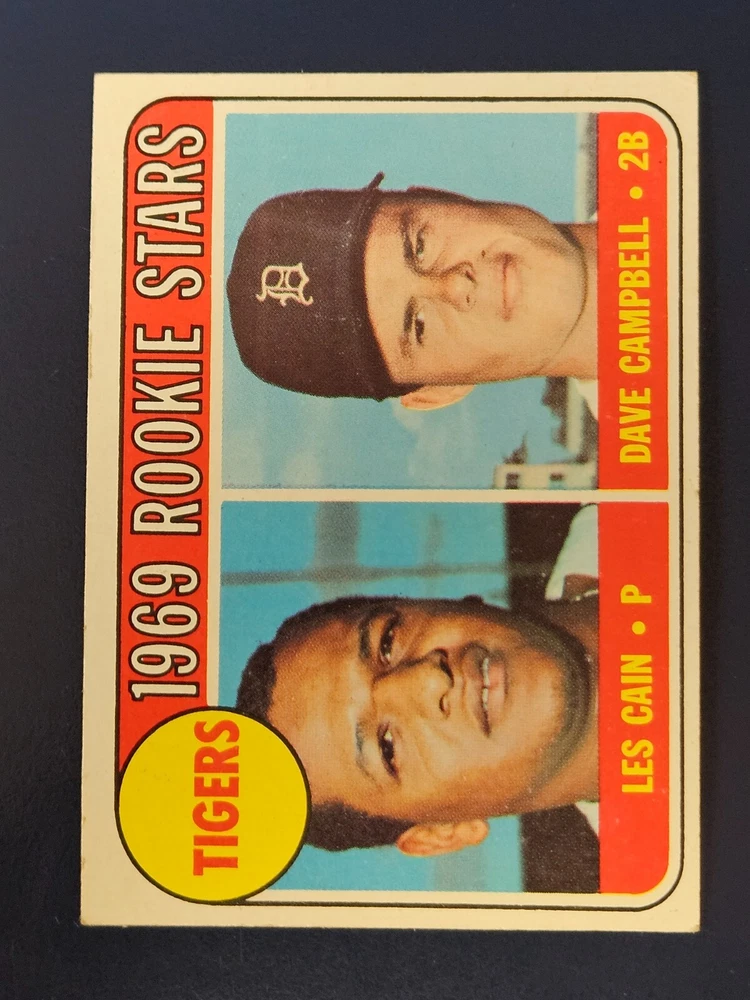 1969 ROOKIE STARS
TIGERS
LES CAIN • P
DAVE CAMPBELL • 2B
D